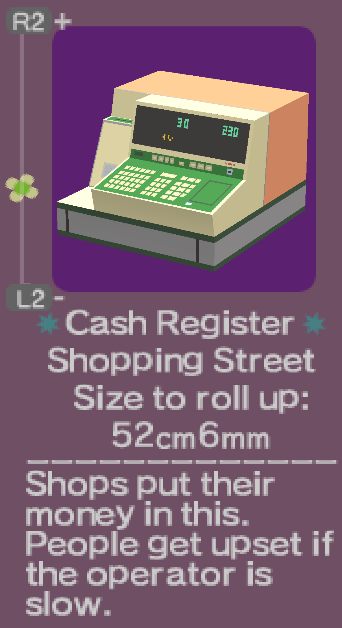 R2 +
30 230
L2 -
Cash Register
Shopping Street
Size to roll up:
52cm6mm
Shops put their
money in this.
People get upset if
the operator is
slow.